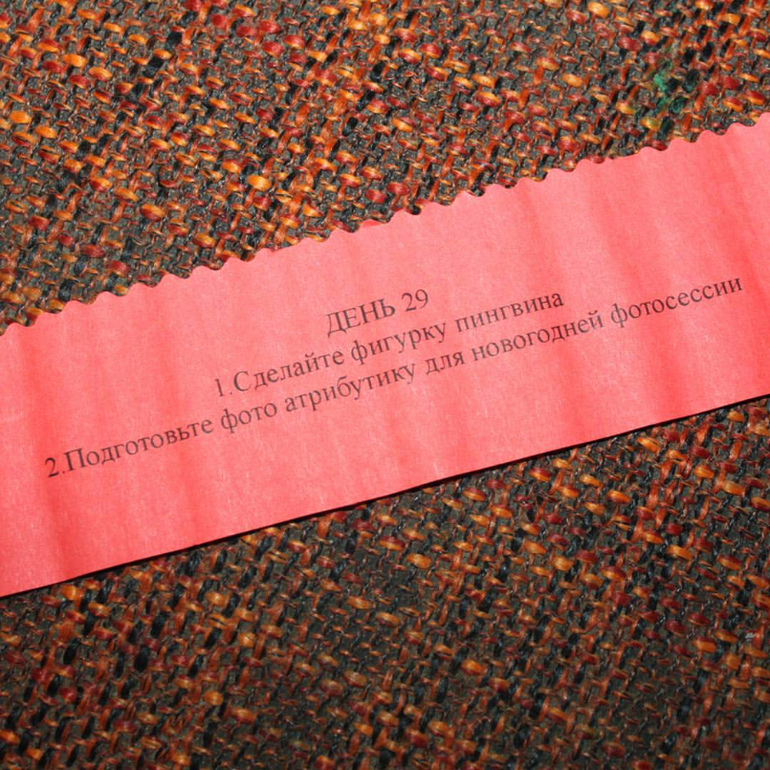 ДЕНЬ 29
1.Сделайте фигурку пингвина
2.Подготовьте фото атрибутику для новогодней фотосессии